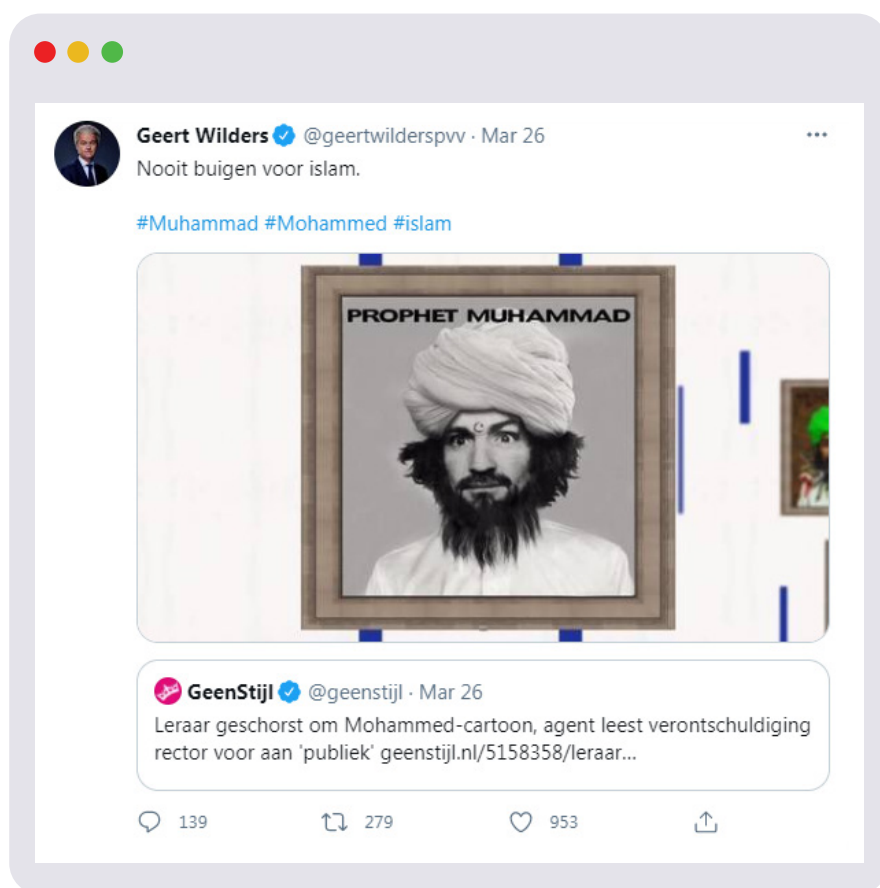 Geert Wilders @geertwilderspvv · Mar 26
Nooit buigen voor islam.
#Muhammad #Mohammed #islam
PROPHET MUHAMMAD
GeenStijl @geenstijl · Mar 26
Leraar geschorst om Mohammed-cartoon, agent leest verontschuldiging
rector voor aan 'publiek' geenstijl.nl/5158358/leraar...
139 279 953